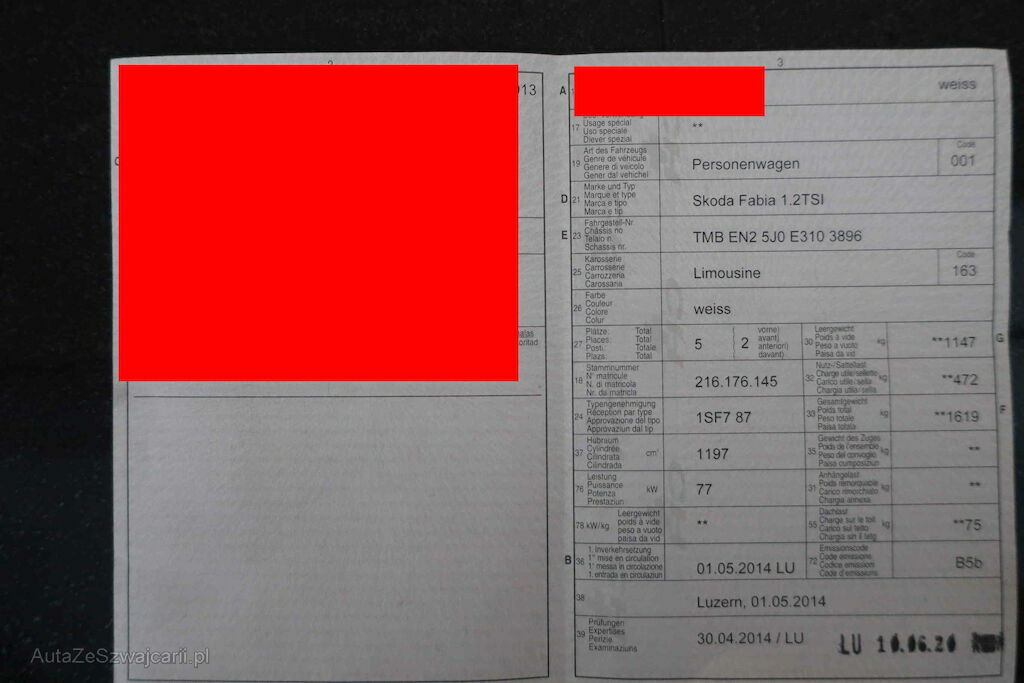 2
013
C
alas
oritad
3
A weiss
17 Usage spécial **
Uso speciale
Diever spezial
19 Art des Fahrzeugs Personenwagen Code
Genre de véhicule 001
Genere di veicolo
Gener dal vehichel
D 21 Marke und Typ Skoda Fabia 1.2TSI
Marque et type
Marca e tipo
Marca e tip
E 23 Fahrgestell-Nr. TMB EN2 5J0 E310 3896
Châssis no
Telaio n.
Schassis nr.
25 Karosserie Limousine Code
Carrosserie 163
Carrozzeria
Carossaria
26 Farbe weiss
Couleur
Colore
Colur
27 Plätze: Total 5 ( 2 vorne)
Places: Total avant)
Posti: Totale anteriori)
Plazs: Total davant)
30 Leergewicht kg **1147 G
Poids à vide
Peso a vuoto
Paisa da vid
18 Stammnummer 216.176.145
N° matricule
N. di matricola
Nr. da matricla
32 Nutz-/Sattellast kg **472
Charge utile/sellette
Carico utile/sella
Chargia utila/sella
24 Typengenehmigung 1SF7 87
Réception par type
Approvazione del tipo
Approvaziun dal tip
33 Gesamtgewicht kg **1619 F
Poids total
Peso totale
Paisa totala
37 Hubraum cm³ 1197
Cylindrée
Cilindrata
Cilindrada
35 Gewicht des Zuges kg **
Poids de l'ensemble
Peso del convoglio
Paisa cumposiziun
76 Leistung kW 77
Puissance
Potenza
Prestaziun
31 Anhängelast kg **
Poids remorquable
Carico rimorchiato
Chargia annexa
78 kW/kg Leergewicht **
poids à vide
peso a vuoto
paisa da vid
55 Dachlast kg **75
Charge sur le toit
Carico sul tetto
Chargia sin il tetg
B 36 1. Inverkehrsetzung 01.05.2014 LU
1re mise en circulation
1a messa in circolazione
1. entrada en circulaziun
72 Emissionscode B5b
Code émissions
Codice emissioni
Code d'emissiuns
38 Luzern, 01.05.2014
39 Prüfungen 30.04.2014 / LU LU 10.06.20
Expertises
Perizie
Examinaziuns
AutaZeSzwajcarii.pl